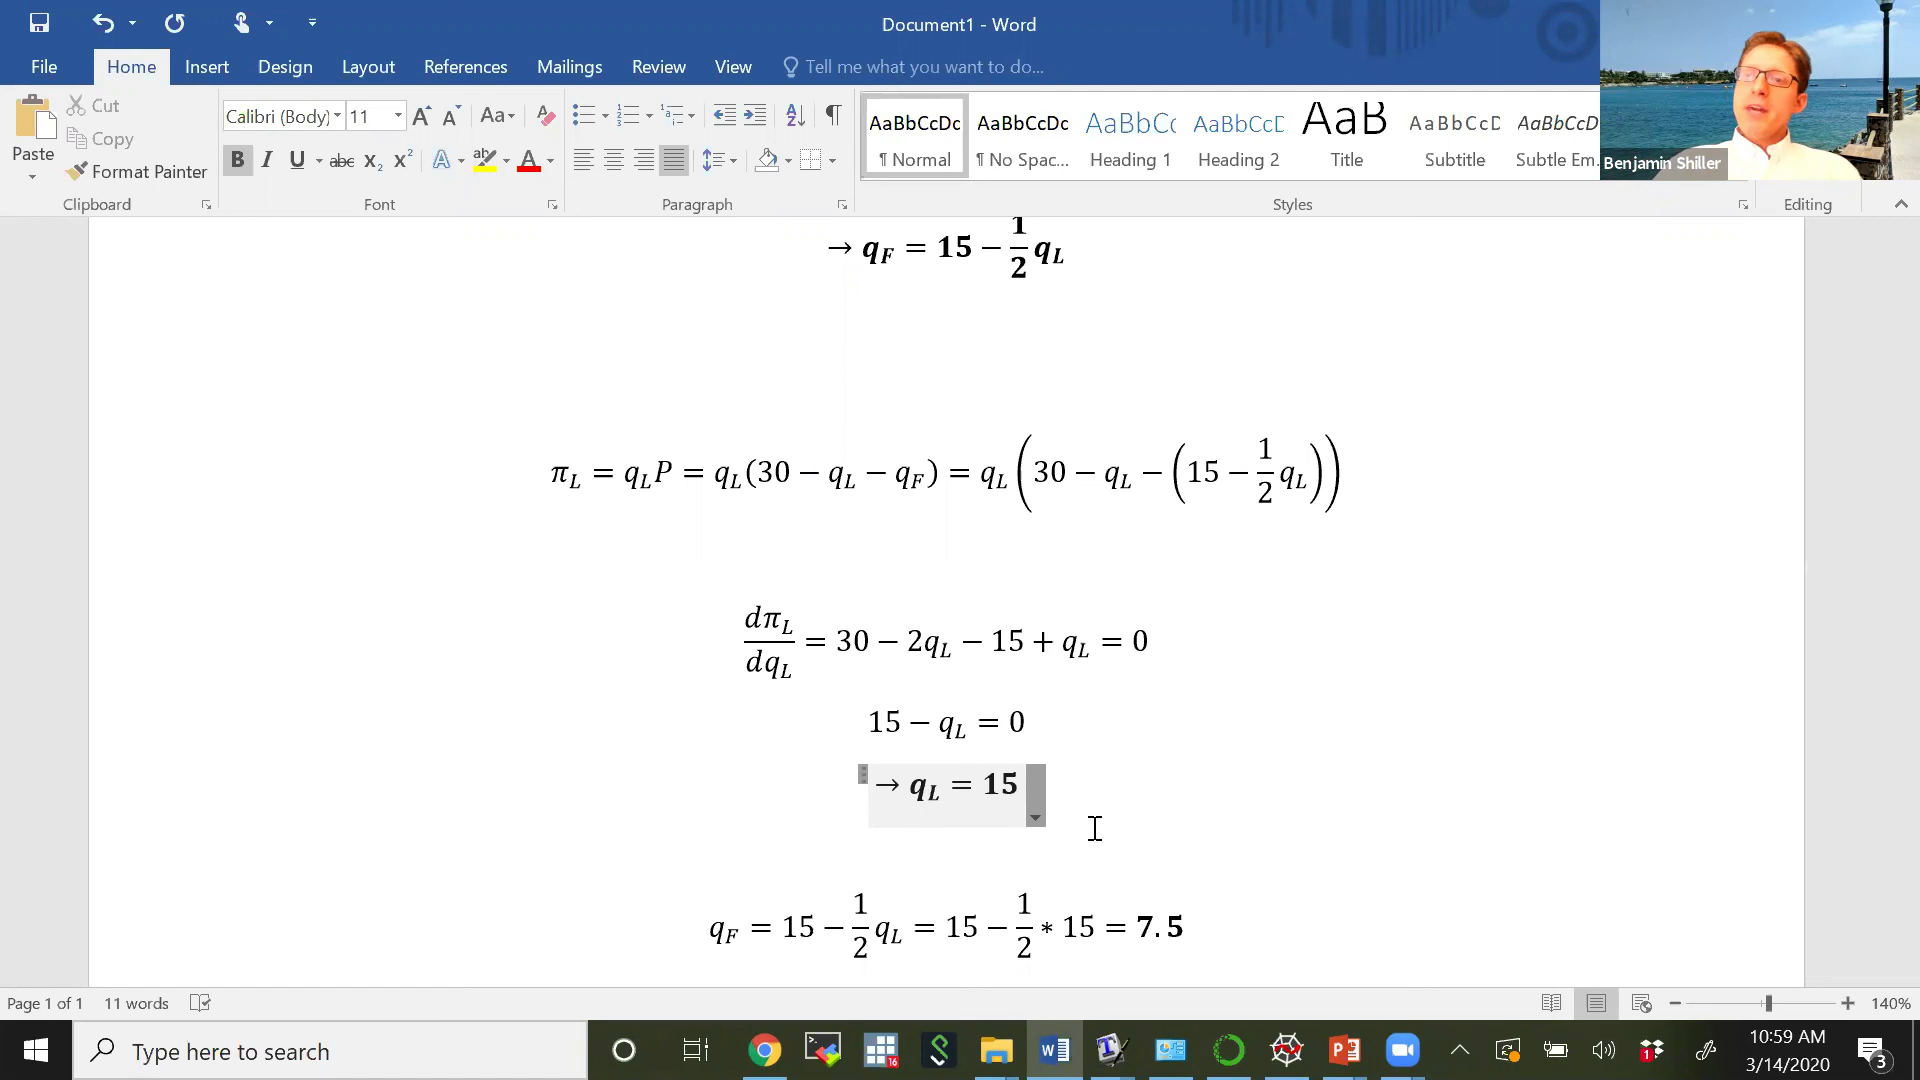 Document1 - Word
File Home Insert Design Layout References Mailings Review View Tell me what you want to do...
Cut
Copy
Paste
Format Painter
Clipboard
Calibri (Body) 11
Font
Paragraph
AaBbCcDc AaBbCcDc AaBbCc AaBbCcD AaB AaBbCcD AaBbCcD
¶ Normal ¶ No Spac... Heading 1 Heading 2 Title Subtitle Subtle Em...
Styles
Editing
Benjamin Shiller
→ q_F = 15 − 1/2 q_L
π_L = q_L P = q_L(30 − q_L − q_F) = q_L(30 − q_L − (15 − 1/2 q_L))
dπ_L/dq_L = 30 − 2q_L − 15 + q_L = 0
15 − q_L = 0
→ q_L = 15
q_F = 15 − 1/2 q_L = 15 − 1/2 * 15 = 7.5
Page 1 of 1 11 words
140%
Type here to search
10:59 AM
3/14/2020